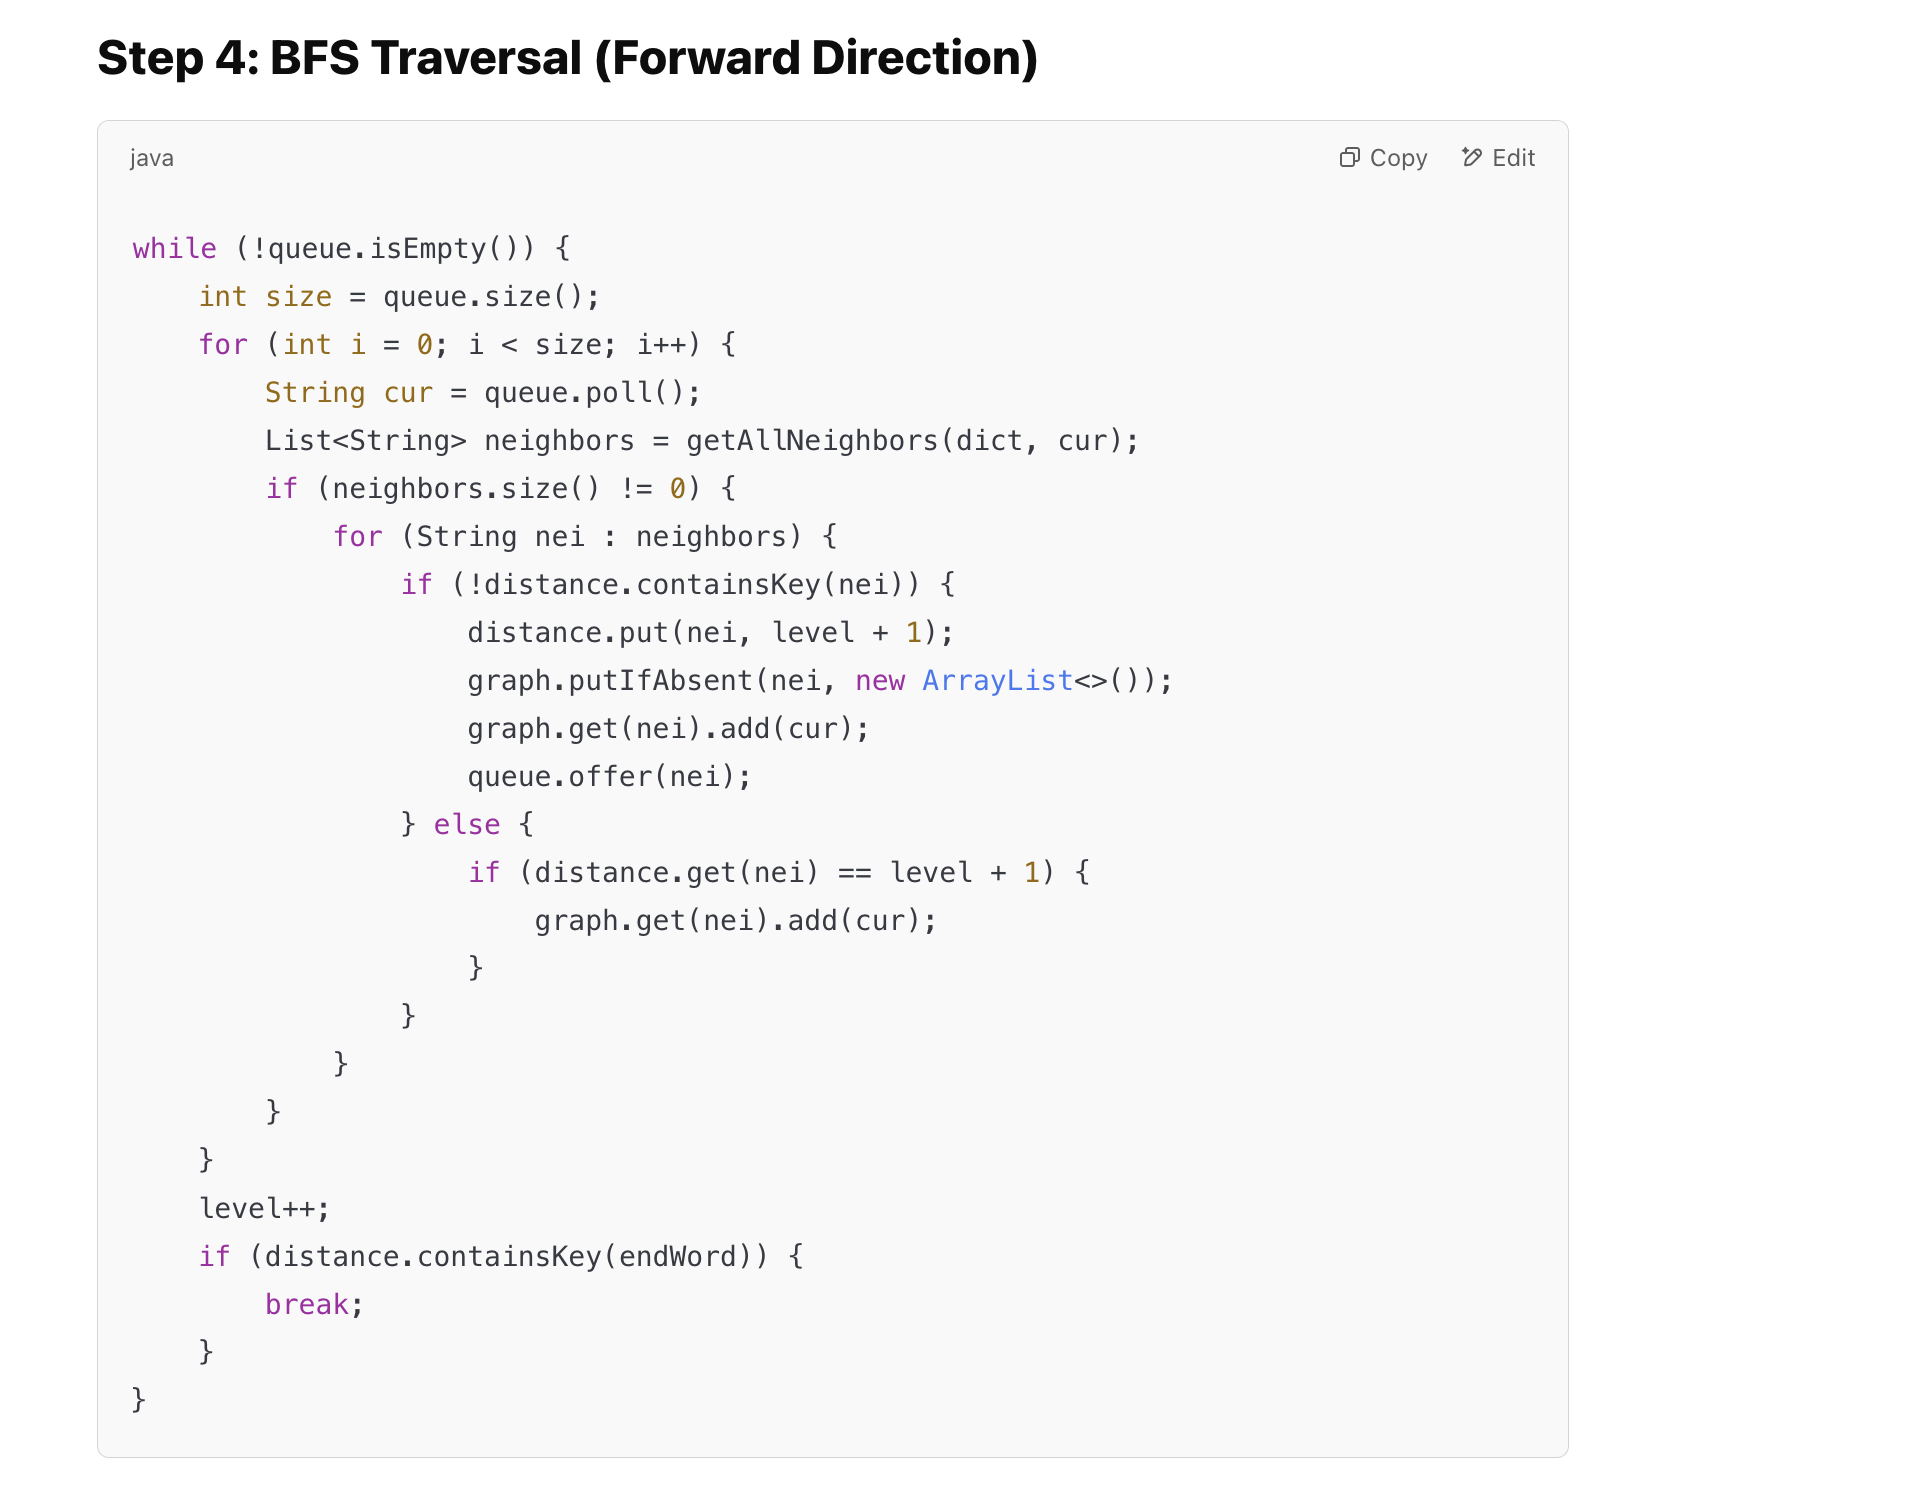 Step 4: BFS Traversal (Forward Direction)
java
Copy
Edit
while (!queue.isEmpty()) {
    int size = queue.size();
    for (int i = 0; i < size; i++) {
        String cur = queue.poll();
        List<String> neighbors = getAllNeighbors(dict, cur);
        if (neighbors.size() != 0) {
            for (String nei : neighbors) {
                if (!distance.containsKey(nei)) {
                    distance.put(nei, level + 1);
                    graph.putIfAbsent(nei, new ArrayList<>());
                    graph.get(nei).add(cur);
                    queue.offer(nei);
                } else {
                    if (distance.get(nei) == level + 1) {
                        graph.get(nei).add(cur);
                    }
                }
            }
        }
    }
    level++;
    if (distance.containsKey(endWord)) {
        break;
    }
}